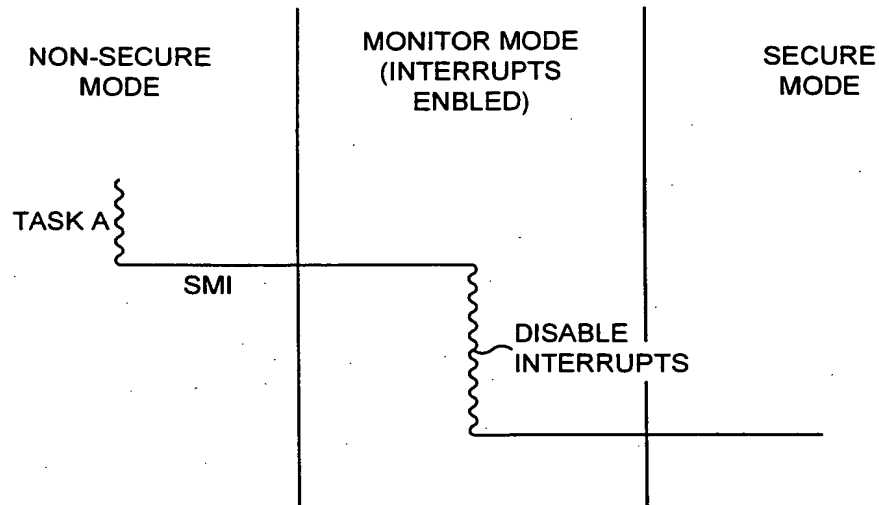 NON-SECURE
MODE
MONITOR MODE
(INTERRUPTS
ENBLED)
SECURE
MODE
TASK A
SMI
DISABLE
INTERRUPTS